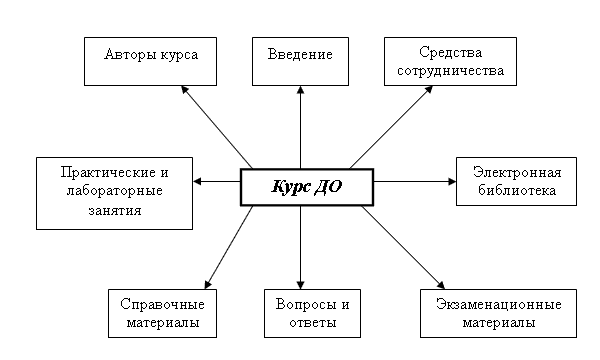 Авторы курса
Введение
Средства
сотрудничества
Практические и
лабораторные
занятия
Курс ДО
Электронная
библиотека
Справочные
материалы
Вопросы и
ответы
Экзаменационные
материалы